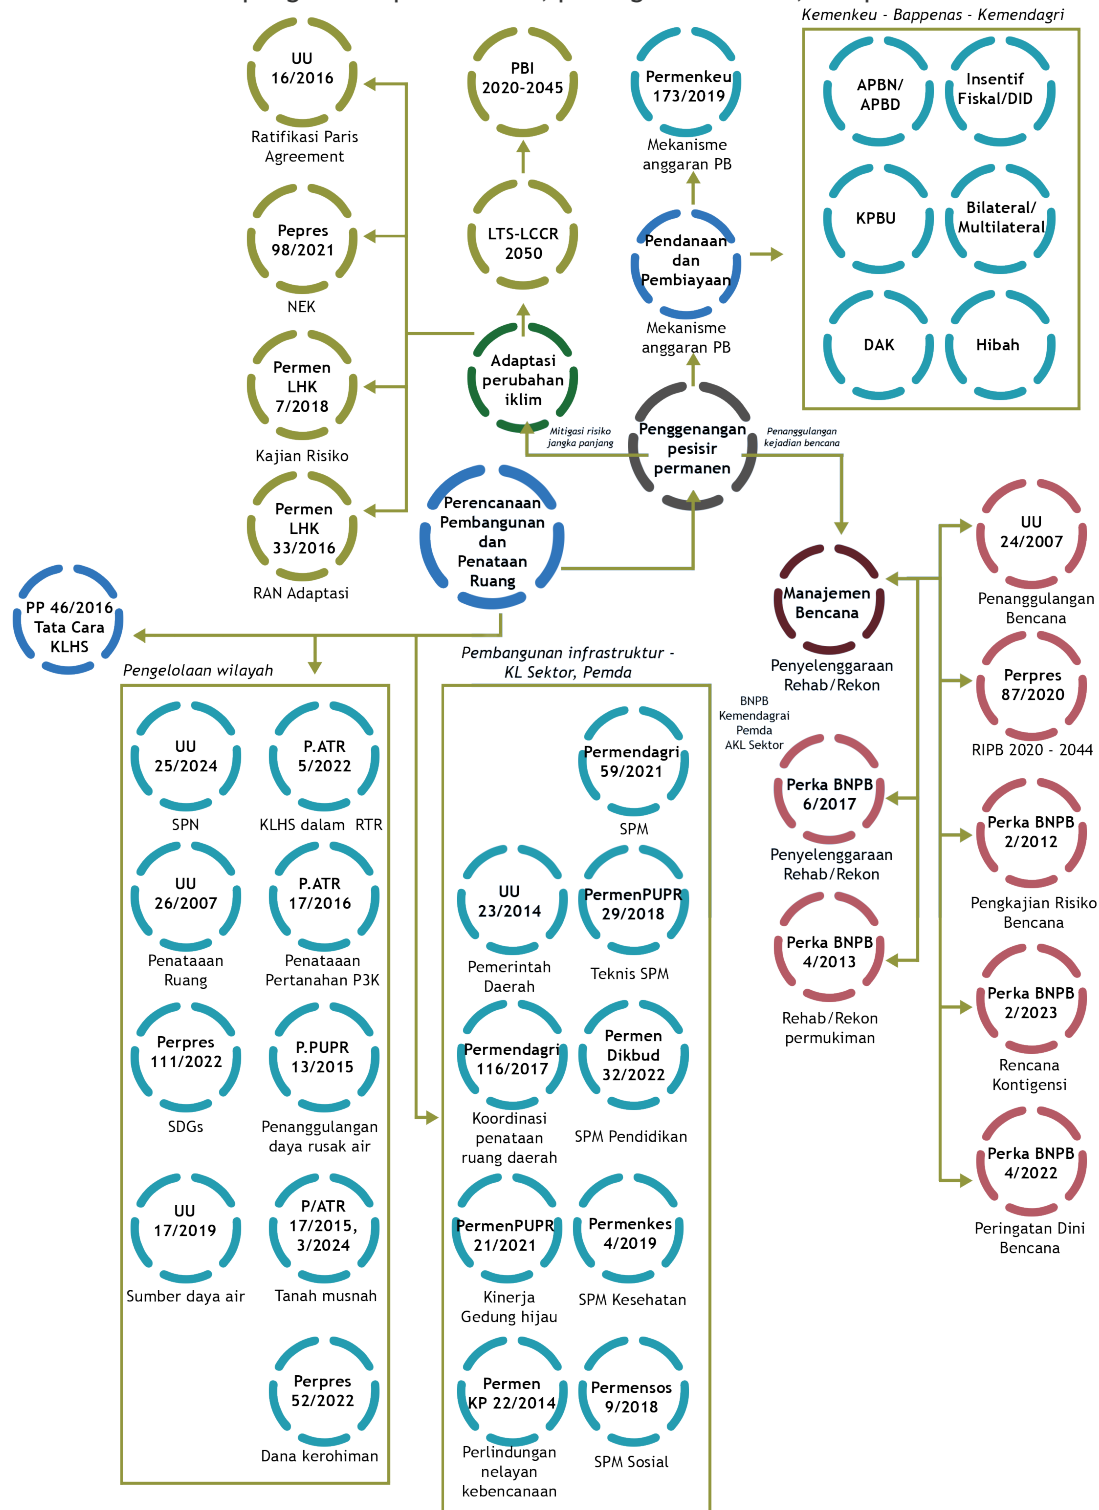 Kemenkeu - Bappenas - Kemendagri
UU
16/2016
Ratifikasi Paris
Agreement
PBI
2020-2045
Permenkeu
173/2019
Mekanisme
anggaran PB
APBN/
APBD
Insentif
Fiskal/DID
KPBU
Bilateral/
Multilateral
DAK
Hibah
Pepres
98/2021
NEK
LTS-LCCR
2050
Pendanaan
dan
Pembiayaan
Mekanisme
anggaran PB
Permen
LHK
7/2018
Kajian Risiko
Adaptasi
perubahan
iklim
Mitigasi risiko
jangka panjang
Penggenangan
pesisir
permanen
Penanggulangan
kejadian bencana
Permen
LHK
33/2016
RAN Adaptasi
Perencanaan
Pembangunan
dan
Penataan
Ruang
PP 46/2016
Tata Cara
KLHS
Manajemen
Bencana
Penyelenggaraan
Rehab/Rekon
BNPB
Kemendagrai
Pemda
AKL Sektor
Perka BNPB
6/2017
Penyelenggaraan
Rehab/Rekon
Perka BNPB
4/2013
Rehab/Rekon
permukiman
UU
24/2007
Penanggulangan
Bencana
Perpres
87/2020
RIPB 2020 - 2044
Perka BNPB
2/2012
Pengkajian Risiko
Bencana
Perka BNPB
2/2023
Rencana
Kontigensi
Perka BNPB
4/2022
Peringatan Dini
Bencana
Pengelolaan wilayah
UU
25/2024
SPN
P.ATR
5/2022
KLHS dalam RTR
UU
26/2007
Penataaan
Ruang
P.ATR
17/2016
Penataaan
Pertanahan P3K
Perpres
111/2022
SDGs
P.PUPR
13/2015
Penanggulangan
daya rusak air
UU
17/2019
Sumber daya air
P/ATR
17/2015,
3/2024
Tanah musnah
Perpres
52/2022
Dana kerohiman
Pembangunan infrastruktur -
KL Sektor, Pemda
Permendagri
59/2021
SPM
UU
23/2014
Pemerintah
Daerah
PermenPUPR
29/2018
Teknis SPM
Permendagri
116/2017
Koordinasi
penataan
ruang daerah
Permen
Dikbud
32/2022
SPM Pendidikan
PermenPUPR
21/2021
Kinerja
Gedung hijau
Permenkes
4/2019
SPM Kesehatan
Permen
KP 22/2014
Perlindungan
nelayan
kebencanaan
Permensos
9/2018
SPM Sosial